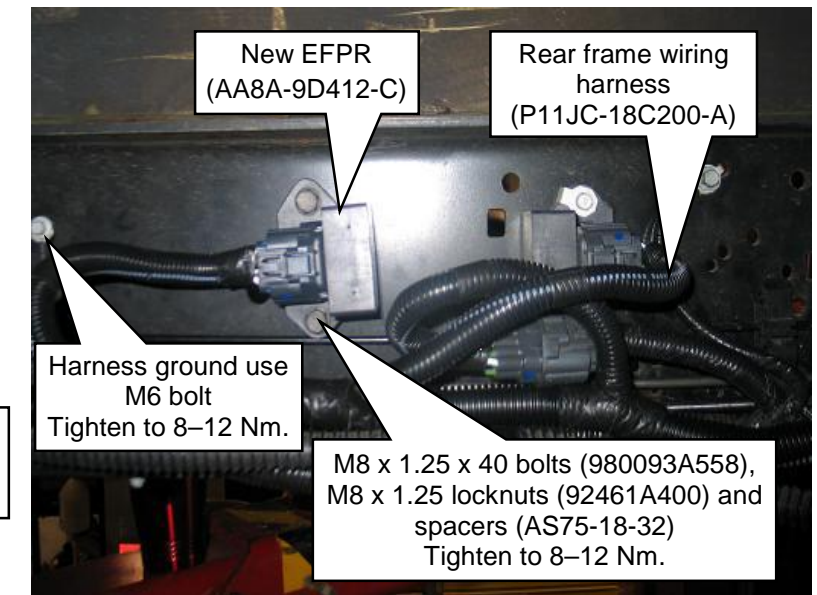 New EFPR
(AA8A-9D412-C)
Rear frame wiring
harness
(P11JC-18C200-A)
Harness ground use
M6 bolt
Tighten to 8–12 Nm.
M8 x 1.25 x 40 bolts (980093A558),
M8 x 1.25 locknuts (92461A400) and
spacers (AS75-18-32)
Tighten to 8–12 Nm.